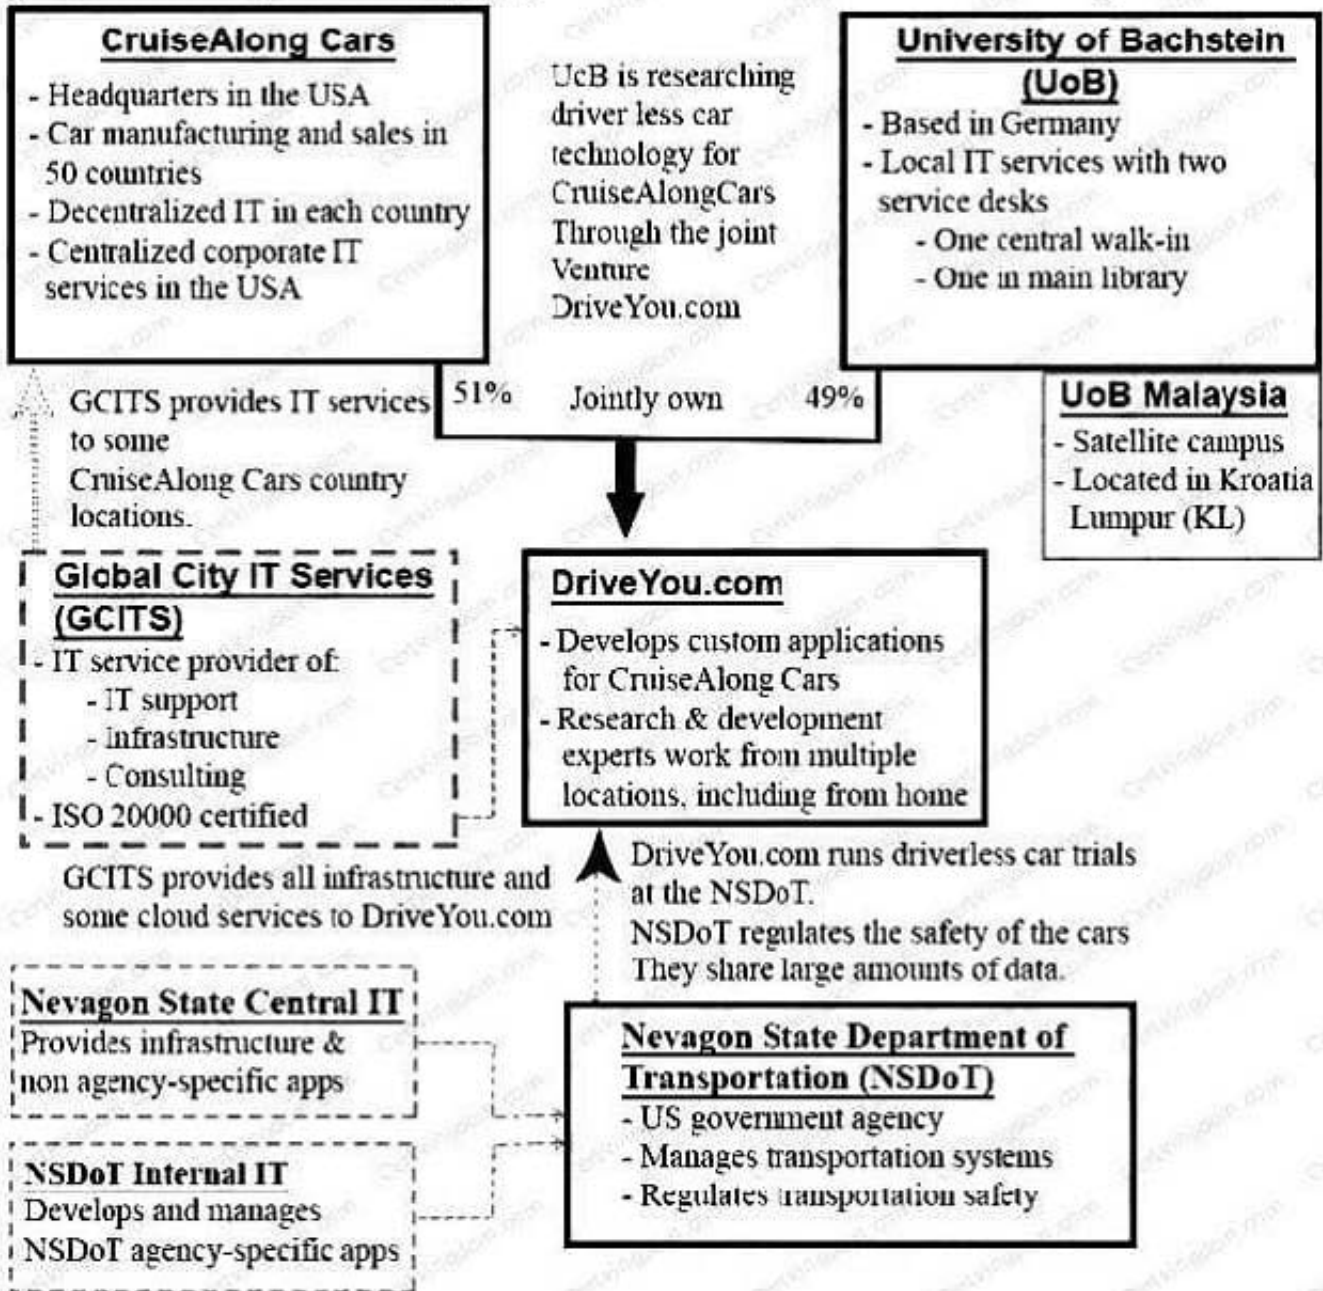 CruiseAlong Cars
- Headquarters in the USA
- Car manufacturing and sales in
50 countries
- Decentralized IT in each country
- Centralized corporate IT
services in the USA
UcB is researching
driver less car
technology for
CruiseAlongCars
Through the joint
Venture
DriveYou.com
University of Bachstein
(UoB)
- Based in Germany
- Local IT services with two
service desks
- One central walk-in
- One in main library
51% Jointly own 49%
UoB Malaysia
- Satellite campus
- Located in Kroatia
Lumpur (KL)
GCITS provides IT services
to some
CruiseAlong Cars country
locations.
Global City IT Services
(GCITS)
- IT service provider of:
- IT support
- Infrastructure
- Consulting
- ISO 20000 certified
DriveYou.com
- Develops custom applications
for CruiseAlong Cars
- Research & development
experts work from multiple
locations, including from home
GCITS provides all infrastructure and
some cloud services to DriveYou.com
DriveYou.com runs driverless car trials
at the NSDoT.
NSDoT regulates the safety of the cars
They share large amounts of data.
Nevagon State Central IT
Provides infrastructure &
non agency-specific apps
NSDoT Internal IT
Develops and manages
NSDoT agency-specific apps
Nevagon State Department of
Transportation (NSDoT)
- US government agency
- Manages transportation systems
- Regulates transportation safety